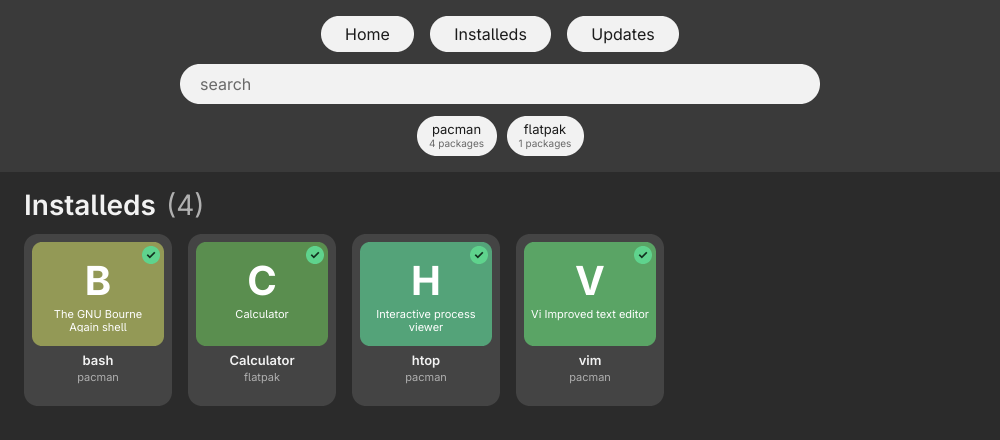 Home
Installeds
Updates
search
pacman
4 packages
flatpak
1 packages
Installeds (4)
B
The GNU Bourne
Again shell
bash
pacman
C
Calculator
Calculator
flatpak
H
Interactive process
viewer
htop
pacman
V
Vi Improved text editor
vim
pacman